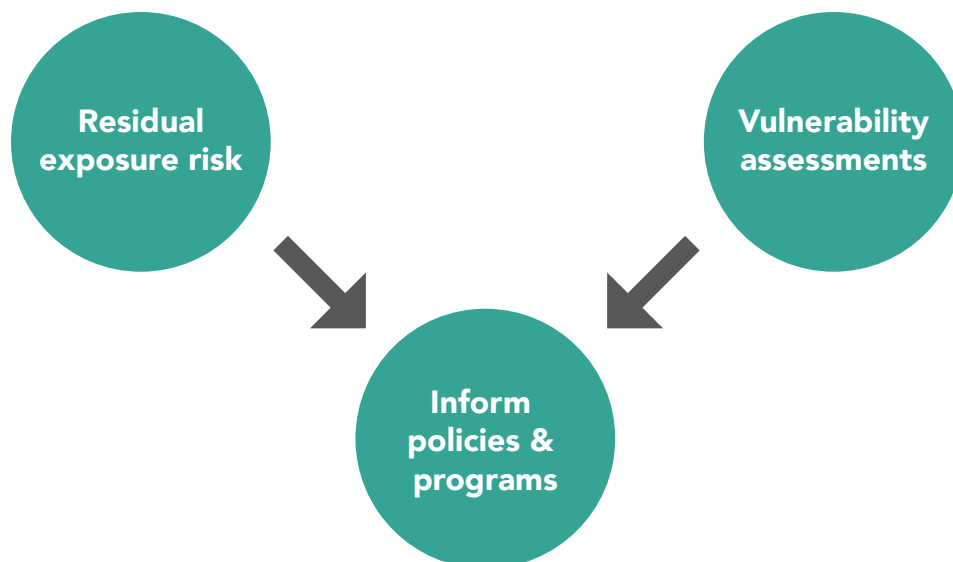 Residual
exposure risk
Vulnerability
assessments
Inform
policies &
programs